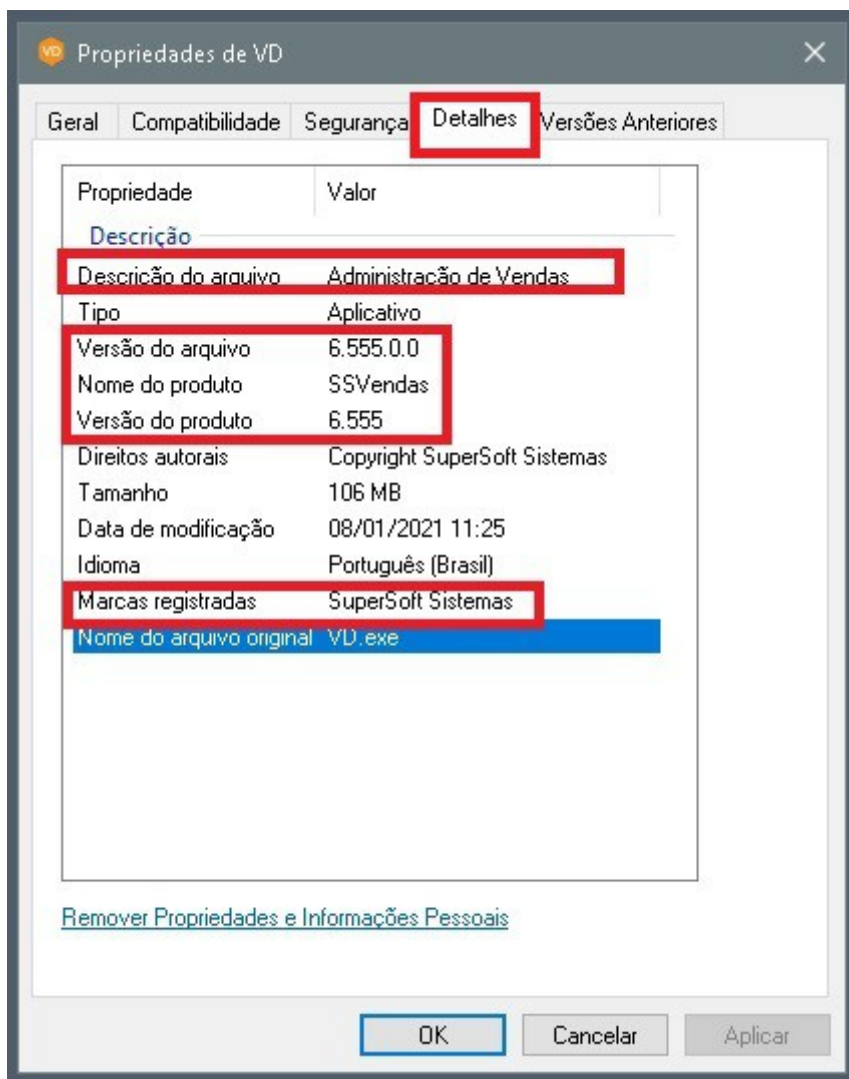 VD Propriedades de VD
Geral Compatibilidade Segurança Detalhes Versões Anteriores
Propriedade Valor
Descrição
Descrição do arquivo Administração de Vendas
Tipo Aplicativo
Versão do arquivo 6.555.0.0
Nome do produto SSVendas
Versão do produto 6.555
Direitos autorais Copyright SuperSoft Sistemas
Tamanho 106 MB
Data de modificação 08/01/2021 11:25
Idioma Português (Brasil)
Marcas registradas SuperSoft Sistemas
Nome do arquivo original VD.exe
Remover Propriedades e Informações Pessoais
OK Cancelar Aplicar